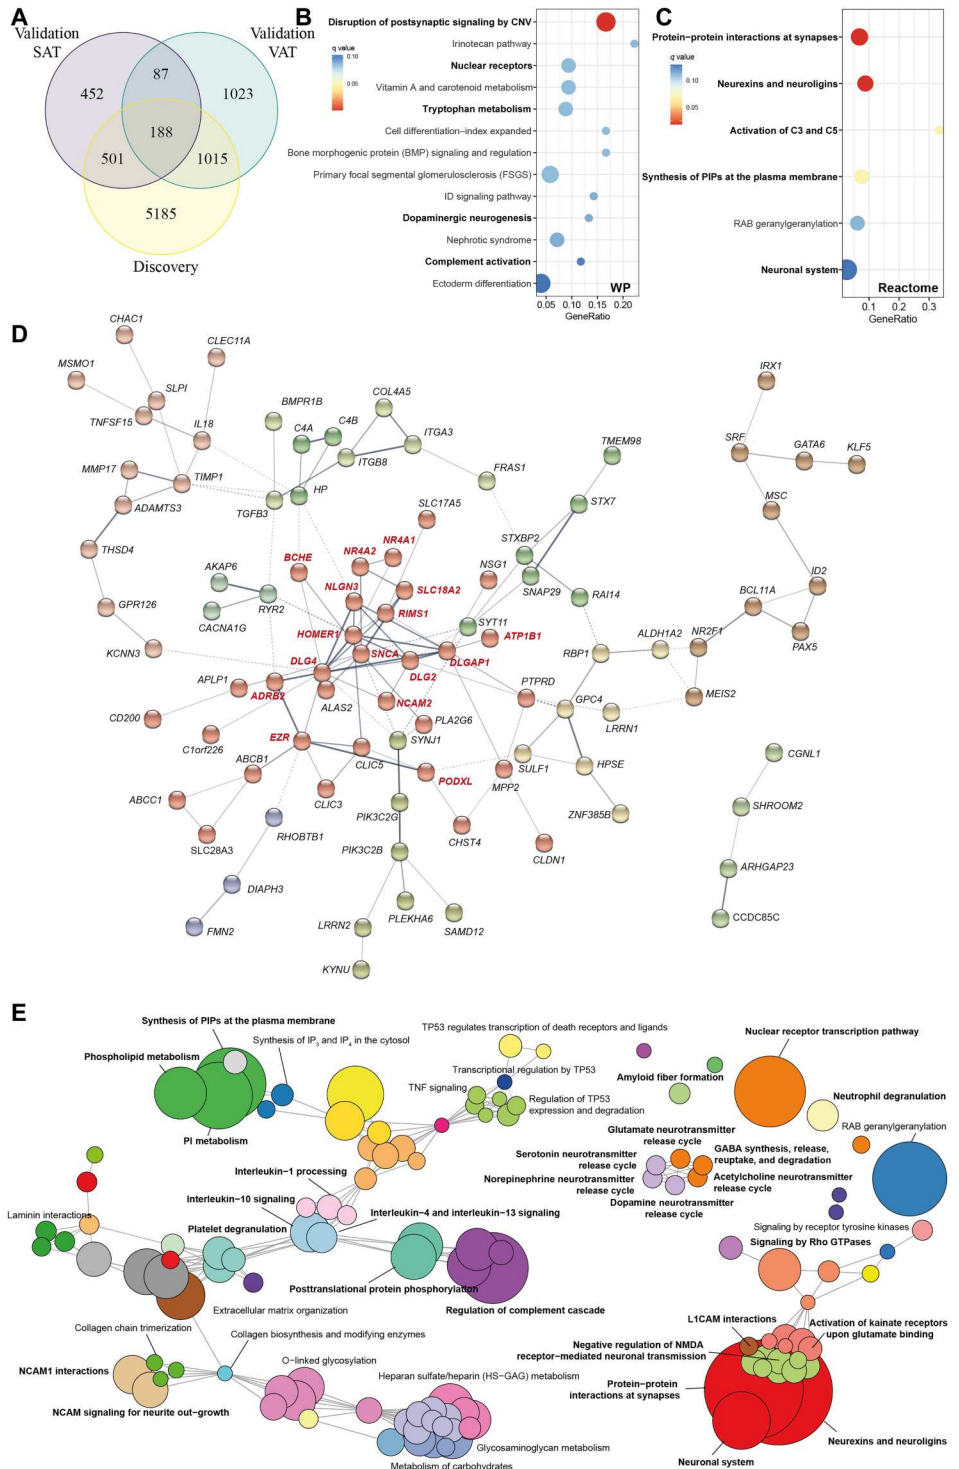 A
Validation
SAT
Validation
VAT
87
452
1023
188
501
1015
5185
Discovery
B
q value
0.10
0.05
Disruption of postsynaptic signaling by CNV
Irinotecan pathway
Nuclear receptors
Vitamin A and carotenoid metabolism
Tryptophan metabolism
Cell differentiation–index expanded
Bone morphogenic protein (BMP) signaling and regulation
Primary focal segmental glomerulosclerosis (FSGS)
ID signaling pathway
Dopaminergic neurogenesis
Nephrotic syndrome
Complement activation
Ectoderm differentiation
WP
0.05 0.10 0.15 0.20
GeneRatio
C
Protein–protein interactions at synapses
q value
0.10
0.05
Neurexins and neuroligins
Activation of C3 and C5
Synthesis of PIPs at the plasma membrane
RAB geranylgeranylation
Neuronal system
Reactome
0.1 0.2 0.3
GeneRatio
D
CHAC1
CLEC11A
MSMO1
SLPI
TNFSF15
IL18
BMPR1B
COL4A5
C4A
C4B
ITGA3
ITGB8
MMP17
TIMP1
HP
FRAS1
TMEM98
IRX1
SRF
GATA6
KLF5
ADAMTS3
TGFB3
SLC17A5
STX7
MSC
THSD4
BCHE
NR4A2
NR4A1
STXBP2
NSG1
SNAP29
AKAP6
NLGN3
SLC18A2
RAI14
BCL11A
ID2
GPR126
CACNA1G
RYR2
RIMS1
SYT11
HOMER1
ATP1B1
ALDH1A2
NR2F1
PAX5
KCNN3
SNCA
DLGAP1
RBP1
DLG4
DLG2
APLP1
ADRB2
ALAS2
NCAM2
PTPRD
GPC4
MEIS2
CD200
PLA2G6
LRRN1
C1orf226
EZR
SYNJ1
ABCB1
CLIC5
SULF1
HPSE
CGNL1
ABCC1
CLIC3
PODXL
MPP2
PIK3C2G
ZNF385B
SHROOM2
SLC28A3
RHOBTB1
CHST4
PIK3C2B
CLDN1
ARHGAP23
DIAPH3
PLEKHA6
FMN2
LRRN2
SAMD12
CCDC85C
KYNU
E
Synthesis of PIPs at the plasma membrane
Synthesis of IP3 and IP4 in the cytosol
Phospholipid metabolism
PI metabolism
TP53 regulates transcription of death receptors and ligands
Transcriptional regulation by TP53
TNF signaling
Regulation of TP53
expression and degradation
Nuclear receptor transcription pathway
Amyloid fiber formation
Neutrophil degranulation
RAB geranylgeranylation
Glutamate neurotransmitter
release cycle
Serotonin neurotransmitter
release cycle
GABA synthesis, release,
reuptake, and degradation
Norepinephrine neurotransmitter
release cycle
Acetylcholine neurotransmitter
release cycle
Dopamine neurotransmitter
release cycle
Interleukin-1 processing
Interleukin-10 signaling
Interleukin-4 and interleukin-13 signaling
Platelet degranulation
Laminin interactions
Signaling by receptor tyrosine kinases
Signaling by Rho GTPases
Posttranslational protein phosphorylation
Regulation of complement cascade
Extracellular matrix organization
Collagen chain trimerization
Collagen biosynthesis and modifying enzymes
NCAM1 interactions
NCAM signaling for neurite out-growth
O-linked glycosylation
Heparan sulfate/heparin (HS-GAG) metabolism
Glycosaminoglycan metabolism
Metabolism of carbohydrates
L1CAM interactions
Activation of kainate receptors
upon glutamate binding
Negative regulation of NMDA
receptor-mediated neuronal transmission
Protein–protein
interactions at synapses
Neuronal system
Neurexins and neuroligins